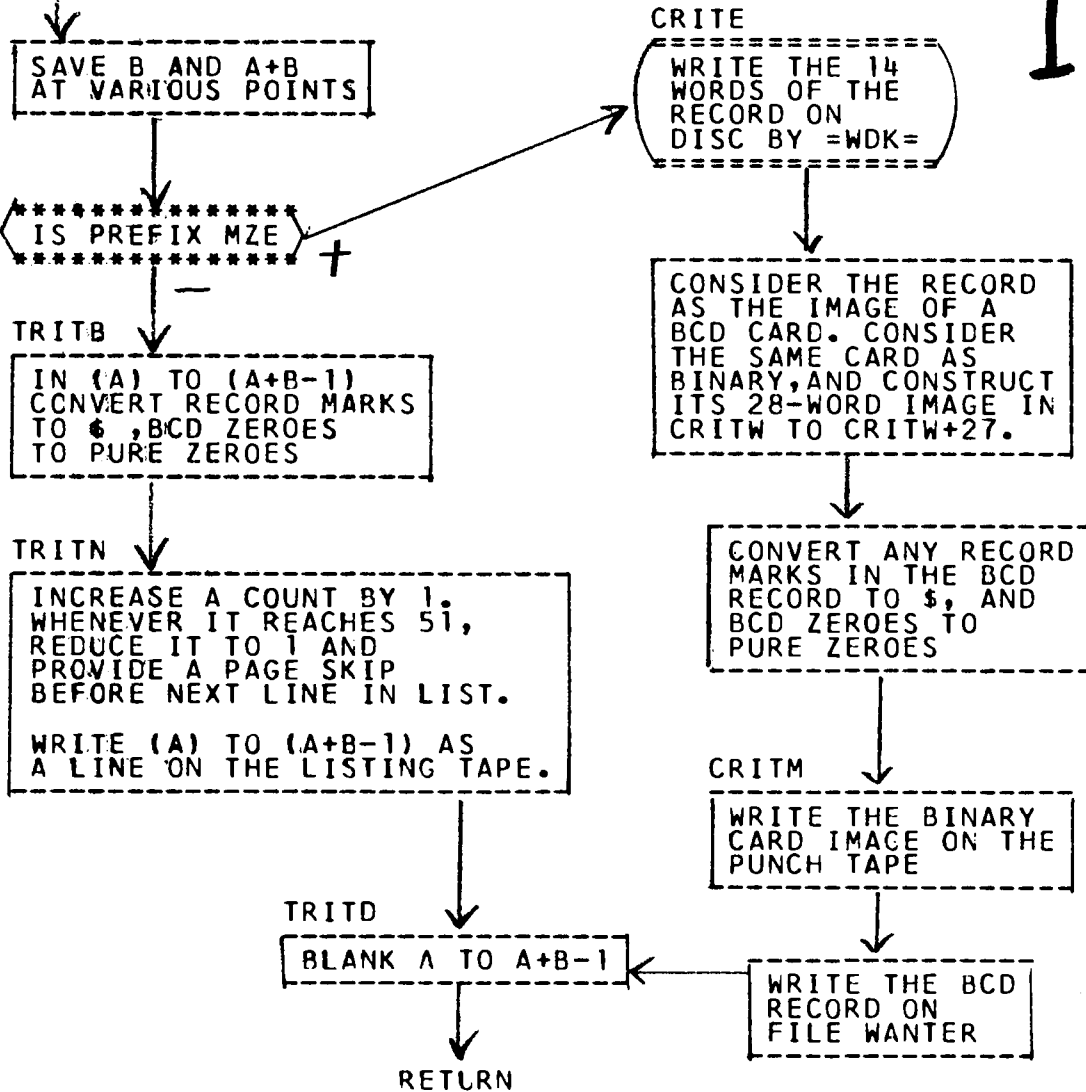 SAVE B AND A+B
AT VARIOUS POINTS
IS PREFIX MZE
+
−
TRITB
IN (A) TO (A+B-1)
CONVERT RECORD MARKS
TO $ ,BCD ZEROES
TO PURE ZEROES
TRITN
INCREASE A COUNT BY 1.
WHENEVER IT REACHES 51,
REDUCE IT TO 1 AND
PROVIDE A PAGE SKIP
BEFORE NEXT LINE IN LIST.
WRITE (A) TO (A+B-1) AS
A LINE ON THE LISTING TAPE.
CRITE
WRITE THE 14
WORDS OF THE
RECORD ON
DISC BY =WDK=
CONSIDER THE RECORD
AS THE IMAGE OF A
BCD CARD. CONSIDER
THE SAME CARD AS
BINARY,AND CONSTRUCT
ITS 28-WORD IMAGE IN
CRITW TO CRITW+27.
CONVERT ANY RECORD
MARKS IN THE BCD
RECORD TO $, AND
BCD ZEROES TO
PURE ZEROES
CRITM
WRITE THE BINARY
CARD IMAGE ON THE
PUNCH TAPE
WRITE THE BCD
RECORD ON
FILE WANTER
TRITD
BLANK A TO A+B-1
RETURN
I